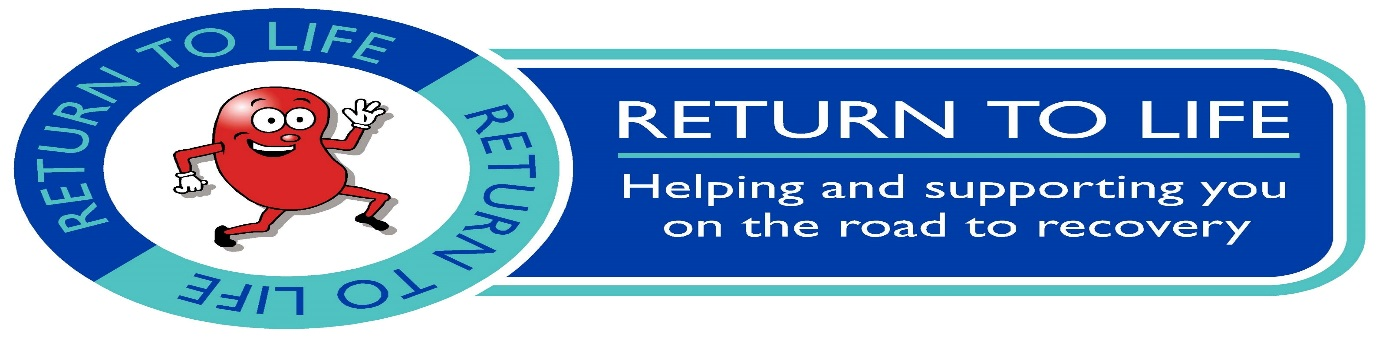 RETURN TO LIFE
RETURN TO LIFE
RETURN TO LIFE
Helping and supporting you
on the road to recovery